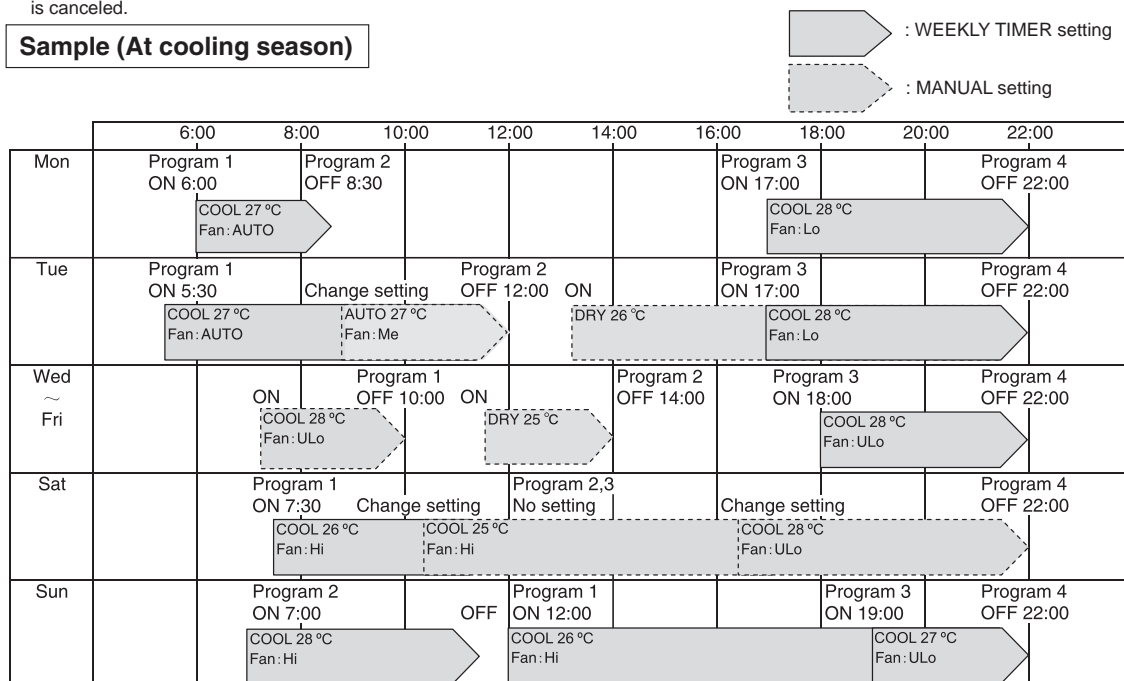 is canceled.
Sample (At cooling season)
: WEEKLY TIMER setting
: MANUAL setting
6:00 8:00 10:00 12:00 14:00 16:00 18:00 20:00 22:00
Mon
Program 1 Program 2 Program 3 Program 4
ON 6:00 OFF 8:30 ON 17:00 OFF 22:00
COOL 27 ºC COOL 28 ºC
Fan: AUTO Fan: Lo
Tue
Program 1 Program 2 Program 3 Program 4
ON 5:30 Change setting OFF 12:00 ON ON 17:00 OFF 22:00
COOL 27 ºC AUTO 27 ºC DRY 26 ºC COOL 28 ºC
Fan: AUTO Fan: Me Fan: Lo
Wed
~
Fri
Program 1 Program 2 Program 3 Program 4
ON OFF 10:00 ON OFF 14:00 ON 18:00 OFF 22:00
COOL 28 ºC DRY 25 ºC COOL 28 ºC
Fan: ULo Fan: ULo
Sat
Program 1 Program 2,3 Program 4
ON 7:30 Change setting No setting Change setting OFF 22:00
COOL 26 ºC COOL 25 ºC COOL 28 ºC
Fan: Hi Fan: Hi Fan: ULo
Sun
Program 2 Program 1 Program 3 Program 4
ON 7:00 OFF ON 12:00 ON 19:00 OFF 22:00
COOL 28 ºC COOL 26 ºC COOL 27 ºC
Fan: Hi Fan: Hi Fan: ULo